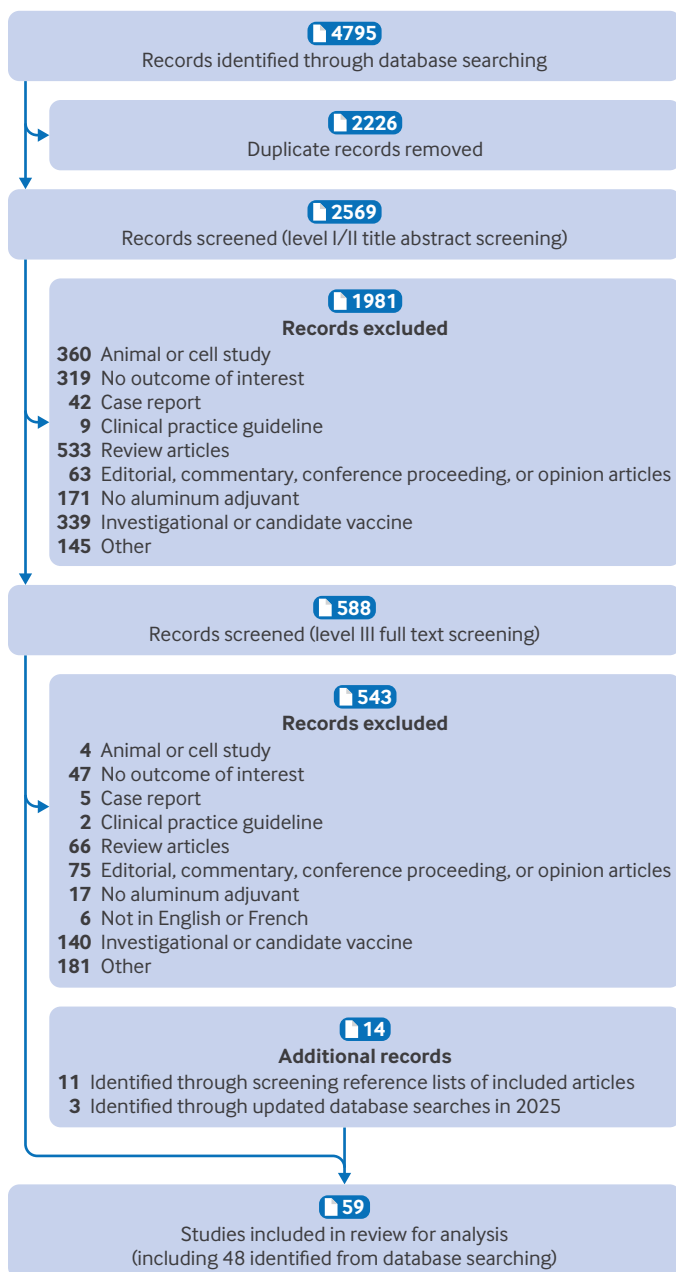 4795
Records identified through database searching
2226
Duplicate records removed
2569
Records screened (level I/II title abstract screening)
1981
Records excluded
360 Animal or cell study
319 No outcome of interest
42 Case report
9 Clinical practice guideline
533 Review articles
63 Editorial, commentary, conference proceeding, or opinion articles
171 No aluminum adjuvant
339 Investigational or candidate vaccine
145 Other
588
Records screened (level III full text screening)
543
Records excluded
4 Animal or cell study
47 No outcome of interest
5 Case report
2 Clinical practice guideline
66 Review articles
75 Editorial, commentary, conference proceeding, or opinion articles
17 No aluminum adjuvant
6 Not in English or French
140 Investigational or candidate vaccine
181 Other
14
Additional records
11 Identified through screening reference lists of included articles
3 Identified through updated database searches in 2025
59
Studies included in review for analysis
(including 48 identified from database searching)